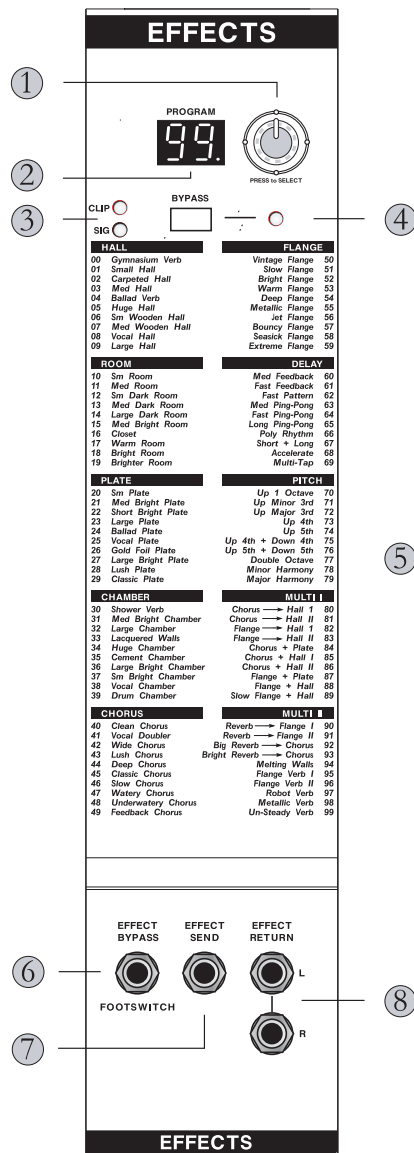 EFFECTS
1
PROGRAM
99.
2
PRESS to SELECT
CLIP
3
SIG
BYPASS
4
HALL
00 Gymnasium Verb
01 Small Hall
02 Carpeted Hall
03 Med Hall
04 Ballad Verb
05 Huge Hall
06 Sm Wooden Hall
07 Med Wooden Hall
08 Vocal Hall
09 Large Hall
FLANGE
Vintage Flange 50
Slow Flange 51
Bright Flange 52
Warm Flange 53
Deep Flange 54
Metallic Flange 55
Jet Flange 56
Bouncy Flange 57
Seasick Flange 58
Extreme Flange 59
ROOM
10 Sm Room
11 Med Room
12 Sm Dark Room
13 Med Dark Room
14 Large Dark Room
15 Med Bright Room
16 Closet
17 Warm Room
18 Bright Room
19 Brighter Room
DELAY
Med Feedback 60
Fast Feedback 61
Fast Pattern 62
Med Ping-Pong 63
Fast Ping-Pong 64
Long Ping-Pong 65
Poly Rhythm 66
Short + Long 67
Accelerate 68
Multi-Tap 69
PLATE
20 Sm Plate
21 Med Bright Plate
22 Short Bright Plate
23 Large Plate
24 Ballad Plate
25 Vocal Plate
26 Gold Foil Plate
27 Large Bright Plate
28 Lush Plate
29 Classic Plate
PITCH
Up 1 Octave 70
Up Minor 3rd 71
Up Major 3rd 72
Up 4th 73
Up 5th 74
Up 4th + Down 4th 75
Up 5th + Down 5th 76
Double Octave 77
Minor Harmony 78
Major Harmony 79
5
CHAMBER
30 Shower Verb
31 Med Bright Chamber
32 Large Chamber
33 Lacquered Walls
34 Huge Chamber
35 Cement Chamber
36 Large Bright Chamber
37 Sm Bright Chamber
38 Vocal Chamber
39 Drum Chamber
MULTI I
Chorus → Hall 1 80
Chorus → Hall II 81
Flange → Hall 1 82
Flange → Hall II 83
Chorus + Plate 84
Chorus + Hall I 85
Chorus + Hall II 86
Flange + Plate 87
Flange + Hall 88
Slow Flange + Hall 89
CHORUS
40 Clean Chorus
41 Vocal Doubler
42 Wide Chorus
43 Lush Chorus
44 Deep Chorus
45 Classic Chorus
46 Slow Chorus
47 Watery Chorus
48 Underwatery Chorus
49 Feedback Chorus
MULTI II
Reverb → Flange I 90
Reverb → Flange II 91
Big Reverb → Chorus 92
Bright Reverb → Chorus 93
Melting Walls 94
Flange Verb I 95
Flange Verb II 96
Robot Verb 97
Metallic Verb 98
Un-Steady Verb 99
EFFECT BYPASS
EFFECT SEND
EFFECT RETURN
6
L
FOOTSWITCH
8
R
7
EFFECTS